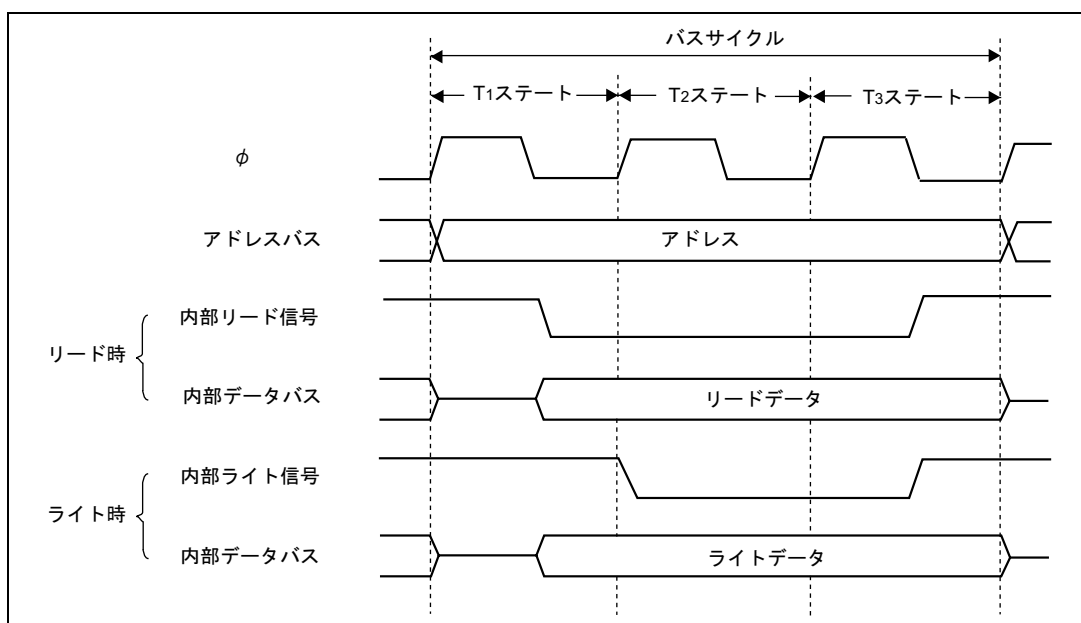 バスサイクル
T1ステート
T2ステート
T3ステート
φ
アドレスバス
アドレス
リード時
内部リード信号
内部データバス
リードデータ
ライト時
内部ライト信号
内部データバス
ライトデータ